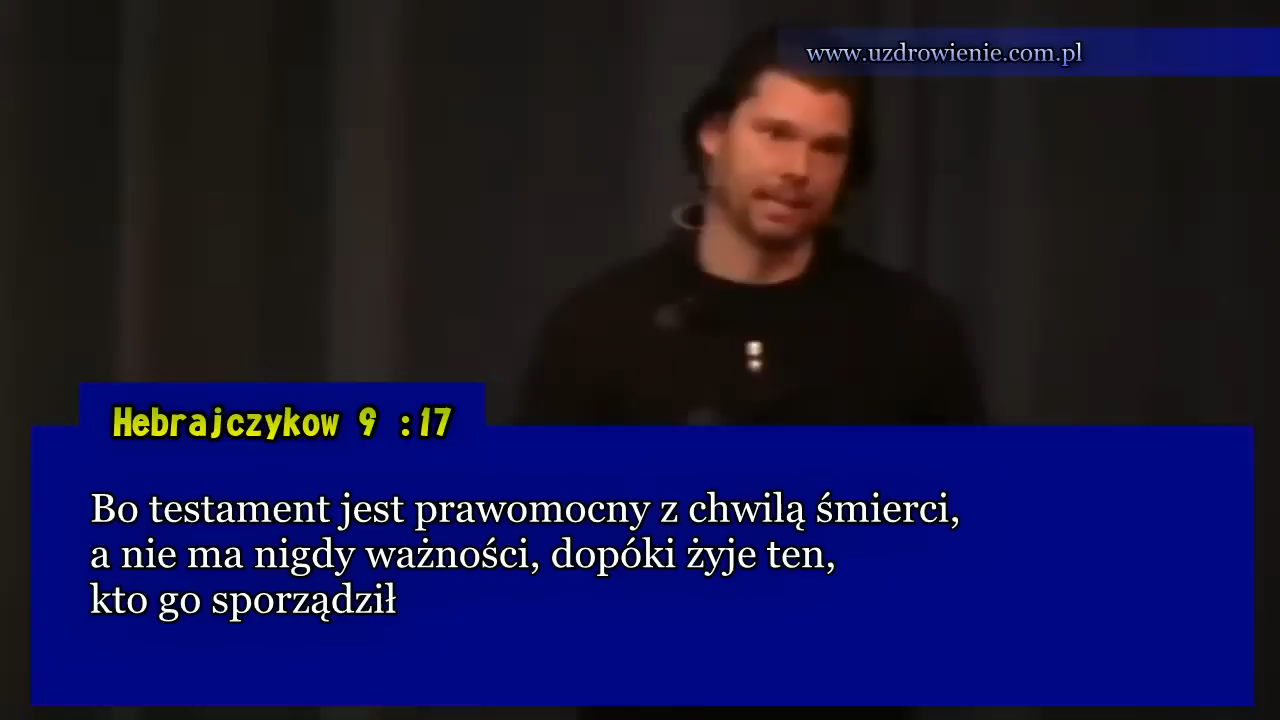 www.uzdrowienie.com.pl
Hebrajczykow 9 :17
Bo testament jest prawomocny z chwilą śmierci,
a nie ma nigdy ważności, dopóki żyje ten,
kto go sporządził